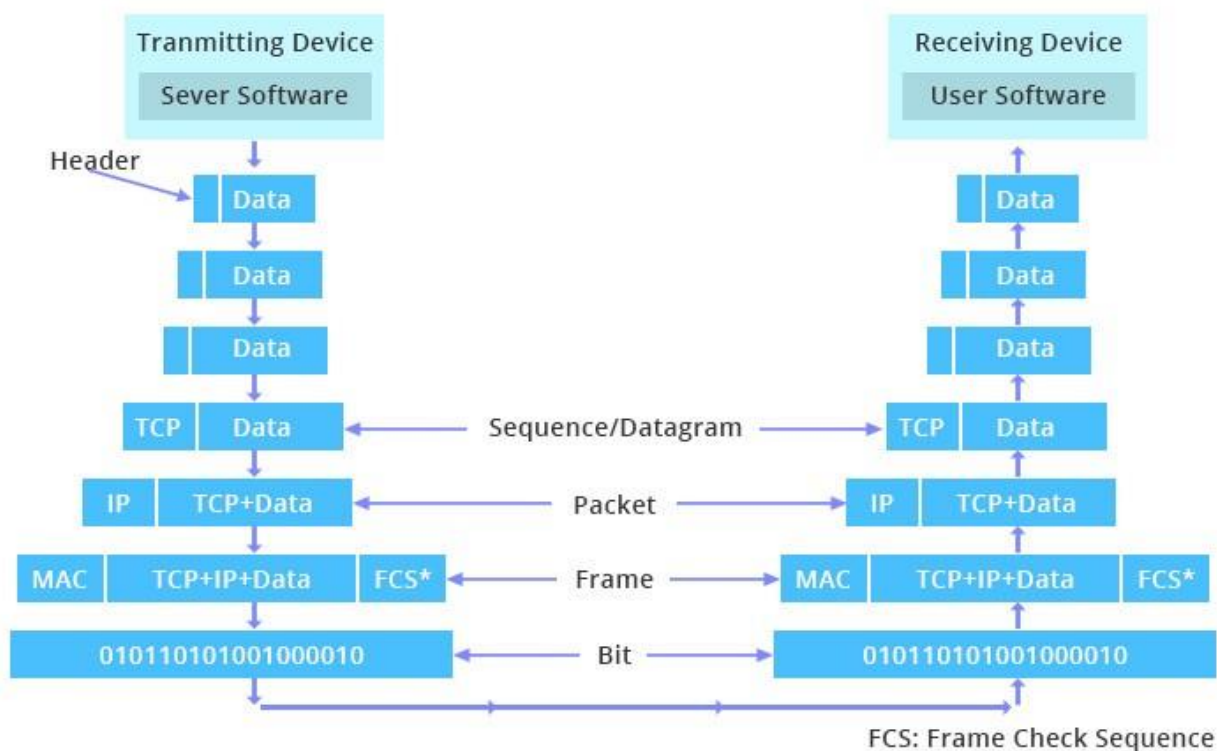 Tranmitting Device
Receiving Device
Sever Software
User Software
Header
Data
Data
Data
Data
Data
Data
TCP
Data
Sequence/Datagram
TCP
Data
IP
TCP+Data
Packet
IP
TCP+Data
MAC
TCP+IP+Data
FCS*
Frame
MAC
TCP+IP+Data
FCS*
010110101001000010
Bit
010110101001000010
FCS: Frame Check Sequence